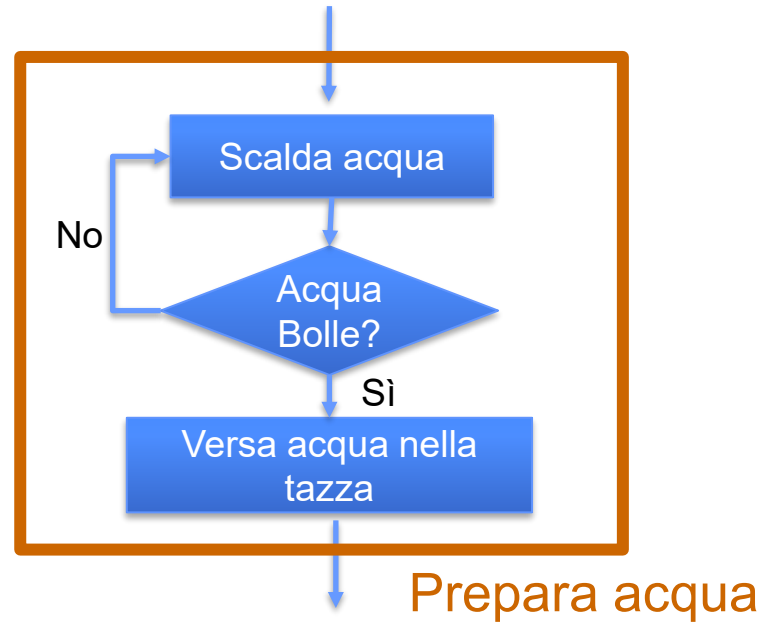 Scalda acqua
No
Acqua
Bolle?
Sì
Versa acqua nella
tazza
Prepara acqua